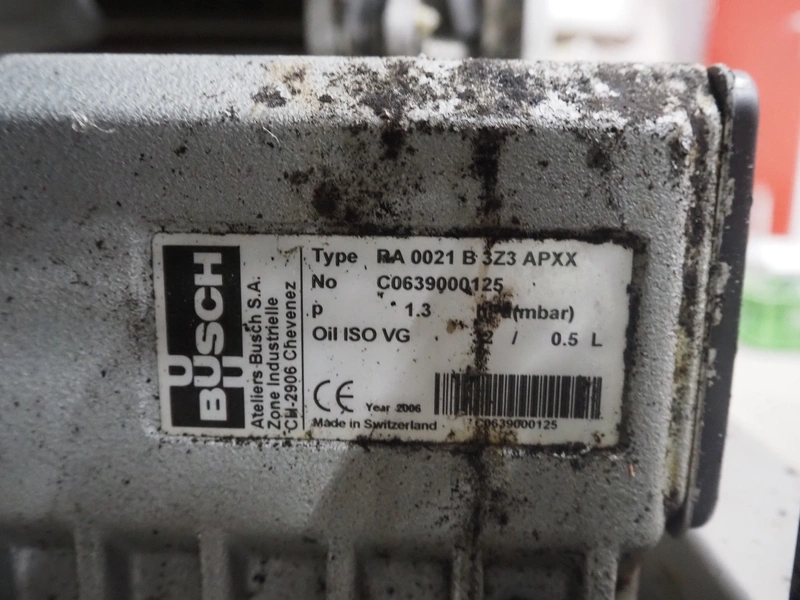 BUSCH
Ateliers Busch S.A.
Zone Industrielle
CH-2906 Chevenez
Type RA 0021 B 3Z3 APXX
No C0639000125
p 1.3 hPa(mbar)
Oil ISO VG / 0.5 L
CE Year 2006
Made in Switzerland C0639000125